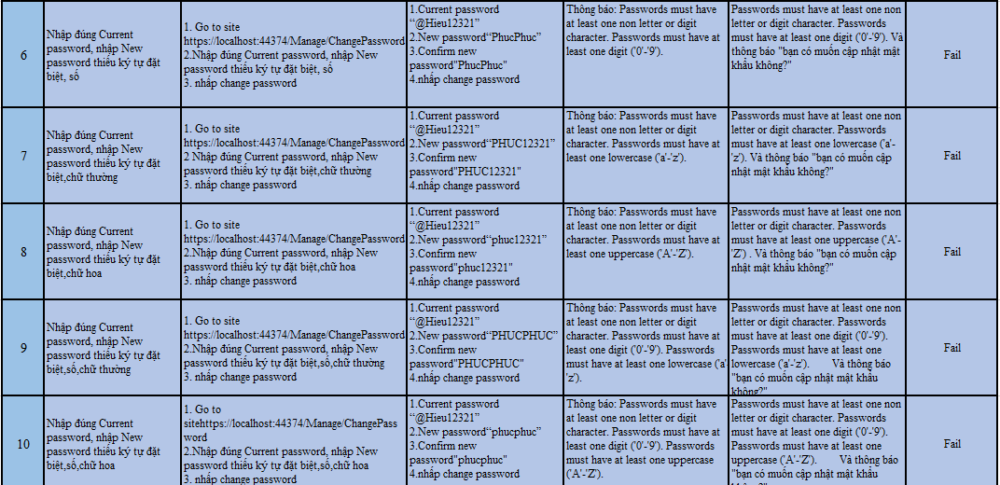 6
Nhập đúng Current
password, nhập New
password thiếu ký tự đặt
biệt, số
1. Go to site
https://localhost:44374/Manage/ChangePassword
2.Nhập đúng Current password, nhập New
password thiếu ký tự đặt biệt, số
3. nhấp change password
1.Current password
“@Hieu12321”
2.New password“PhucPhuc”
3.Confirm new
password"PhucPhuc"
4.nhấp change password
Thông báo: Passwords must have
at least one non letter or digit
character. Passwords must have at
least one digit ('0'-'9').
Passwords must have at least one non
letter or digit character. Passwords
must have at least one digit ('0'-'9'). Và
thông báo "bạn có muốn cập nhật mật
khẩu không?"
Fail
7
Nhập đúng Current
password, nhập New
password thiếu ký tự đặt
biệt,chữ thường
1. Go to site
https://localhost:44374/Manage/ChangePassword
2.Nhập đúng Current password, nhập New
password thiếu ký tự đặt biệt,chữ thường
3. nhấp change password
1.Current password
“@Hieu12321”
2.New password“PHUC12321”
3.Confirm new
password"PHUC12321"
4.nhấp change password
Thông báo: Passwords must have
at least one non letter or digit
character. Passwords must have at
least one lowercase ('a'-'z').
Passwords must have at least one non
letter or digit character. Passwords
must have at least one lowercase ('a'-
'z'). Và thông báo "bạn có muốn cập
nhật mật khẩu không?"
Fail
8
Nhập đúng Current
password, nhập New
password thiếu ký tự đặt
biệt,chữ hoa
1. Go to site
https://localhost:44374/Manage/ChangePassword
2.Nhập đúng Current password, nhập New
password thiếu ký tự đặt biệt,chữ hoa
3. nhấp change password
1.Current password
“@Hieu12321”
2.New password“phuc12321”
3.Confirm new
password"phuc12321"
4.nhấp change password
Thông báo: Passwords must have
at least one non letter or digit
character. Passwords must have at
least one uppercase ('A'-'Z').
Passwords must have at least one non
letter or digit character. Passwords
must have at least one uppercase ('A'-
'Z') . Và thông báo "bạn có muốn cập
nhật mật khẩu không?"
Fail
9
Nhập đúng Current
password, nhập New
password thiếu ký tự đặt
biệt,số,chữ thường
1. Go to site
https://localhost:44374/Manage/ChangePassword
2.Nhập đúng Current password, nhập New
password thiếu ký tự đặt biệt,số,chữ thường
3. nhấp change password
1.Current password
“@Hieu12321”
2.New password“PHUCPHUC”
3.Confirm new
password"PHUCPHUC"
4.nhấp change password
Thông báo: Passwords must have
at least one non letter or digit
character. Passwords must have at
least one digit ('0'-'9'). Passwords
must have at least one lowercase ('a'-
'z').
Passwords must have at least one non
letter or digit character. Passwords
must have at least one digit ('0'-'9').
Passwords must have at least one
lowercase ('a'-'z'). Và thông báo
"bạn có muốn cập nhật mật khẩu
không?"
Fail
10
Nhập đúng Current
password, nhập New
password thiếu ký tự đặt
biệt,số,chữ hoa
1. Go to
sitehttps://localhost:44374/Manage/ChangePass
word
2.Nhập đúng Current password, nhập New
password thiếu ký tự đặt biệt,số,chữ hoa
3. nhấp change password
1.Current password
“@Hieu12321”
2.New password“phucphuc”
3.Confirm new
password"phucphuc"
4.nhấp change password
Thông báo: Passwords must have
at least one non letter or digit
character. Passwords must have at
least one digit ('0'-'9'). Passwords
must have at least one uppercase
('A'-'Z').
Passwords must have at least one non
letter or digit character. Passwords
must have at least one digit ('0'-'9').
Passwords must have at least one
uppercase ('A'-'Z'). Và thông báo
"bạn có muốn cập nhật mật khẩu
Fail